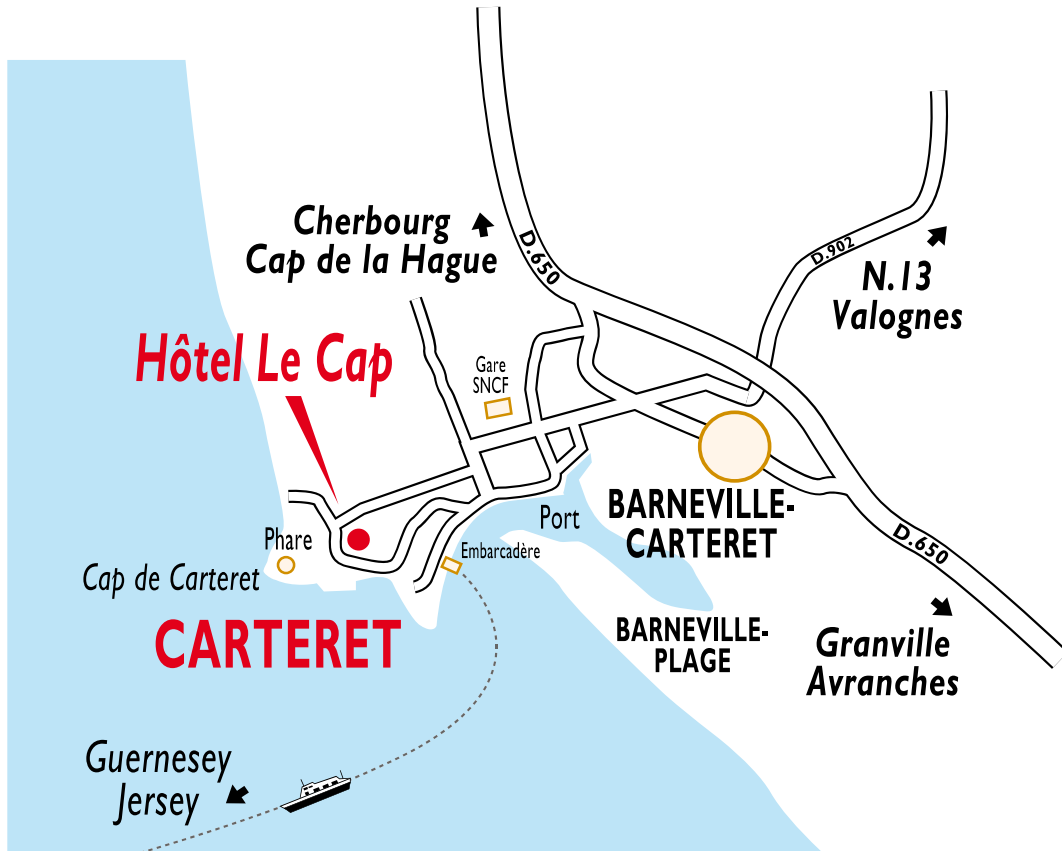 Cherbourg
Cap de la Hague
D.650
D.902
N.13
Valognes
Hôtel Le Cap
Gare
SNCF
BARNEVILLE-
CARTERET
Port
Phare
Embarcadère
Cap de Carteret
D.650
CARTERET
BARNEVILLE-
PLAGE
Granville
Avranches
Guernesey
Jersey